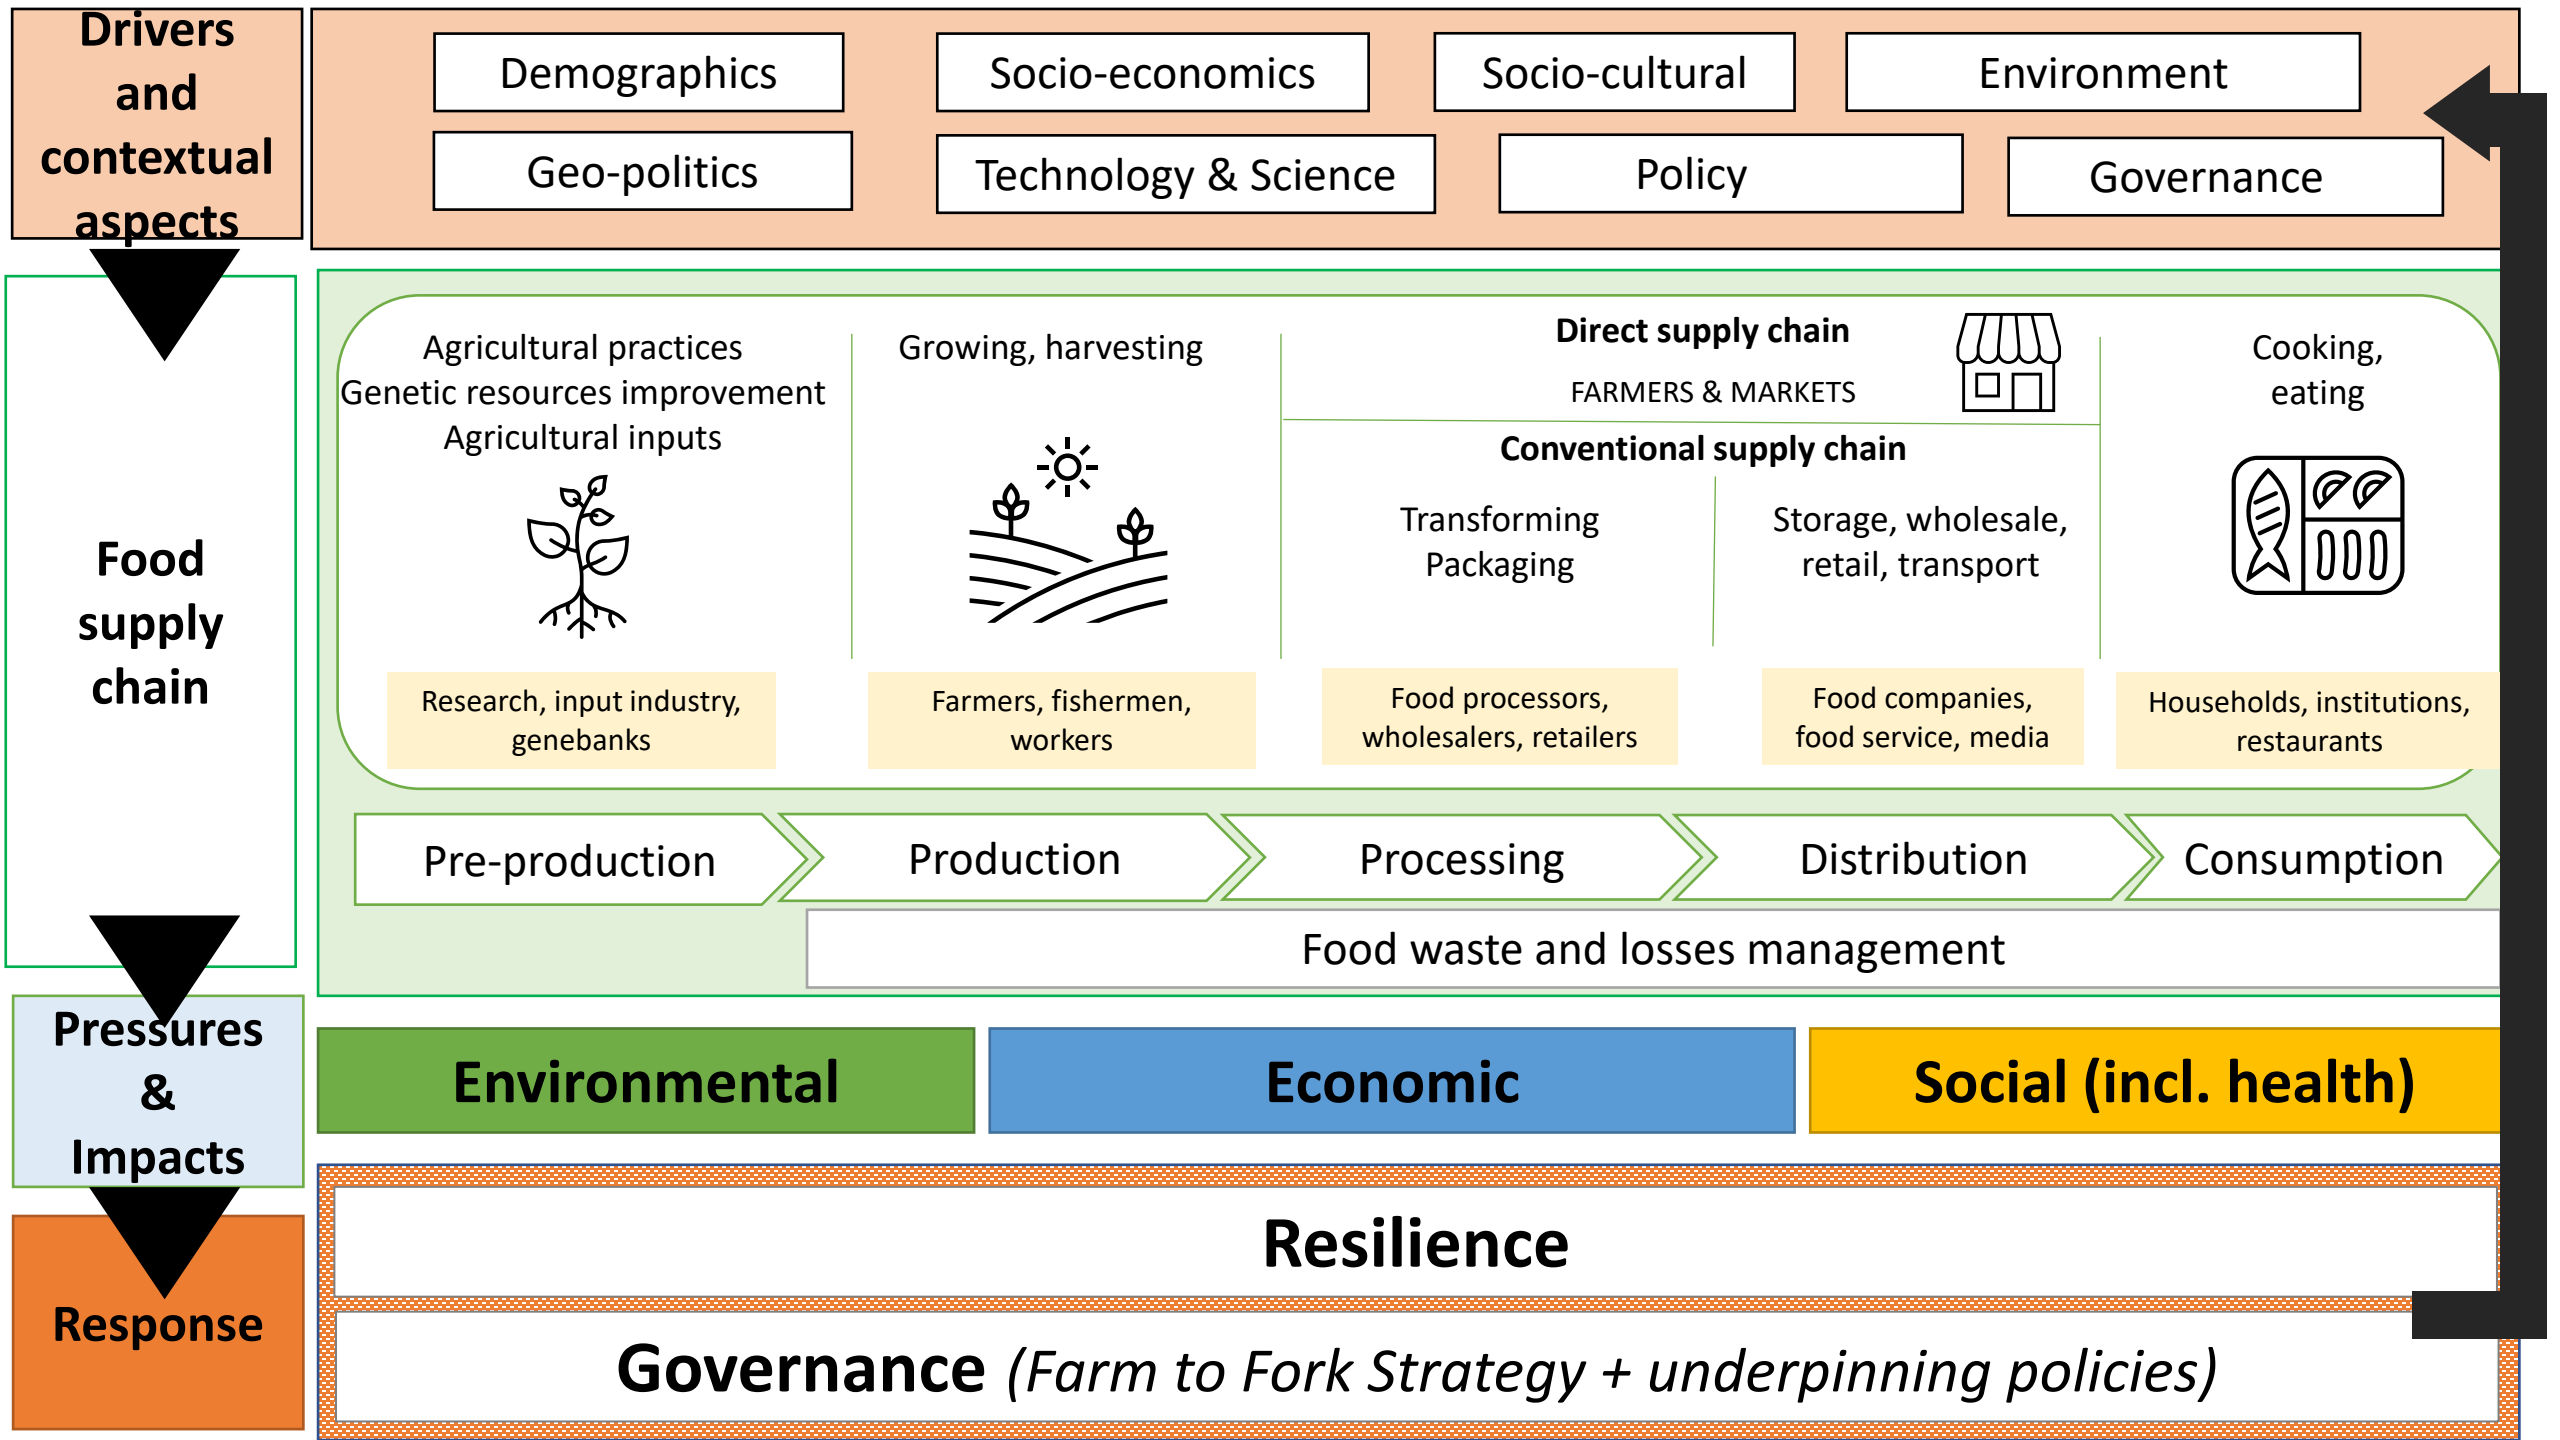 Drivers
and
contextual
aspects
Demographics
Socio-economics
Socio-cultural
Environment
Geo-politics
Technology & Science
Policy
Governance
Food
supply
chain
Agricultural practices
Genetic resources improvement
Agricultural inputs
Growing, harvesting
Direct supply chain
FARMERS & MARKETS
Conventional supply chain
Transforming
Packaging
Storage, wholesale,
retail, transport
Cooking,
eating
Research, input industry,
genebanks
Farmers, fishermen,
workers
Food processors,
wholesalers, retailers
Food companies,
food service, media
Households, institutions,
restaurants
Pre-production
Production
Processing
Distribution
Consumption
Food waste and losses management
Pressures
&
Impacts
Environmental
Economic
Social (incl. health)
Response
Resilience
Governance (Farm to Fork Strategy + underpinning policies)